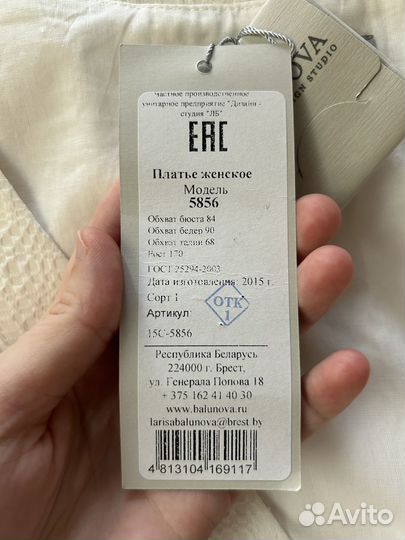 Частное производственное
унитарное предприятие "Дизайн -
студия "ЛБ"
ЕАС
Платье женское
Модель
5856
Обхват бюста 84
Обхват бедер 90
Обхват талии 68
Рост 170
ГОСТ 25294-2003
Дата изготовления: 2015 г.
Сорт 1
ОТК
1
Артикул:
15С-5856
Республика Беларусь
224000 г. Брест,
ул. Генерала Попова 18
+ 375 162 41 40 30
www.balunova.ru
larisabalunova@brest.by
4 813104 169117
NOVA
IGN STUDIO
Avito